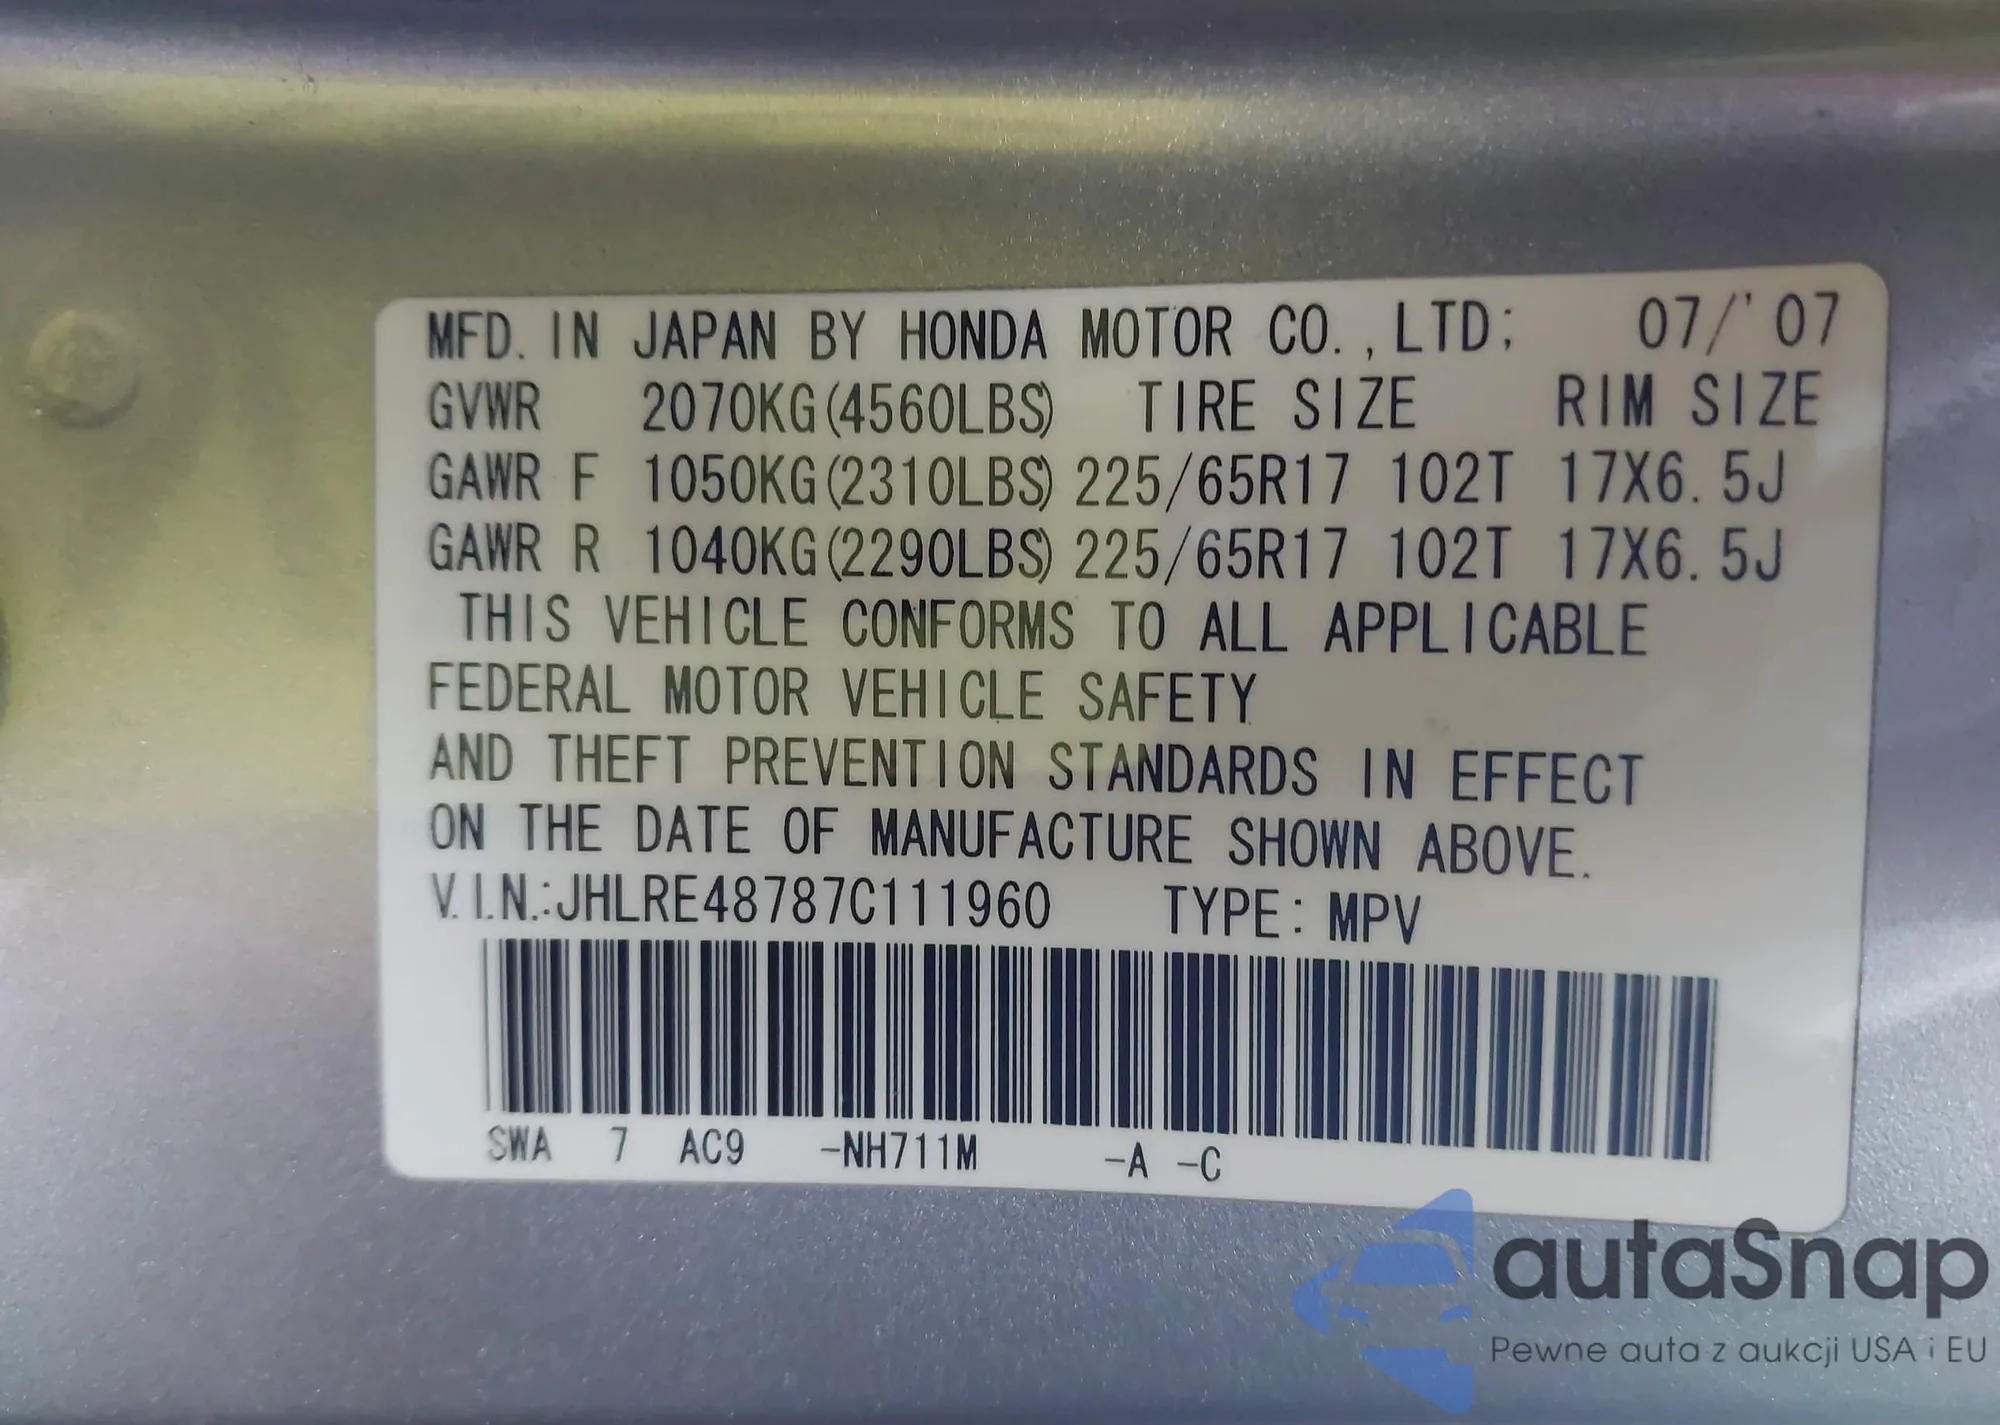 MFD. IN JAPAN BY HONDA MOTOR CO.,LTD; 07/'07
GVWR 2070KG(4560LBS) TIRE SIZE RIM SIZE
GAWR F 1050KG(2310LBS) 225/65R17 102T 17X6.5J
GAWR R 1040KG(2290LBS) 225/65R17 102T 17X6.5J
THIS VEHICLE CONFORMS TO ALL APPLICABLE
FEDERAL MOTOR VEHICLE SAFETY
AND THEFT PREVENTION STANDARDS IN EFFECT
ON THE DATE OF MANUFACTURE SHOWN ABOVE.
V.I.N.:JHLRE48787C111960 TYPE: MPV
SWA 7 AC9 -NH711M -A -C
autaSnap
Pewne auta z aukcji USA i EU